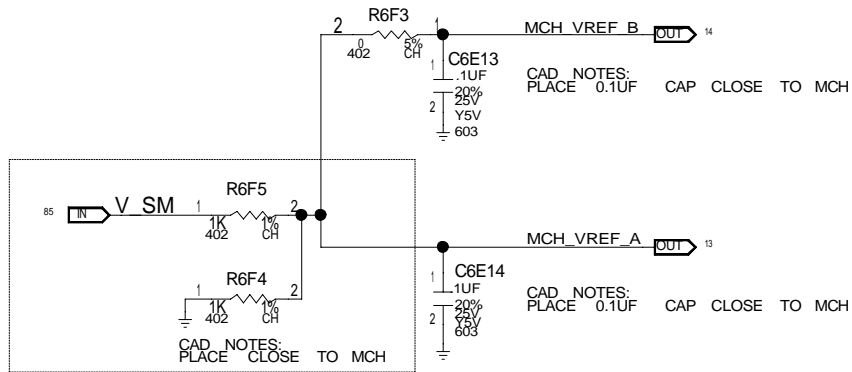 R6F3
2 1
0 5%
402 CH
MCH_VREF_B OUT 14
C6E13
1 .1UF
20%
25V
2 Y5V
603
CAD NOTES:
PLACE 0.1UF CAP CLOSE TO MCH
85 IN V_SM
R6F5
1 2
1K 1%
402 CH
R6F4
1 2
1K 1%
402 CH
CAD NOTES:
PLACE CLOSE TO MCH
MCH_VREF_A OUT 13
C6E14
1 .1UF
20%
25V
2 Y5V
603
CAD NOTES:
PLACE 0.1UF CAP CLOSE TO MCH